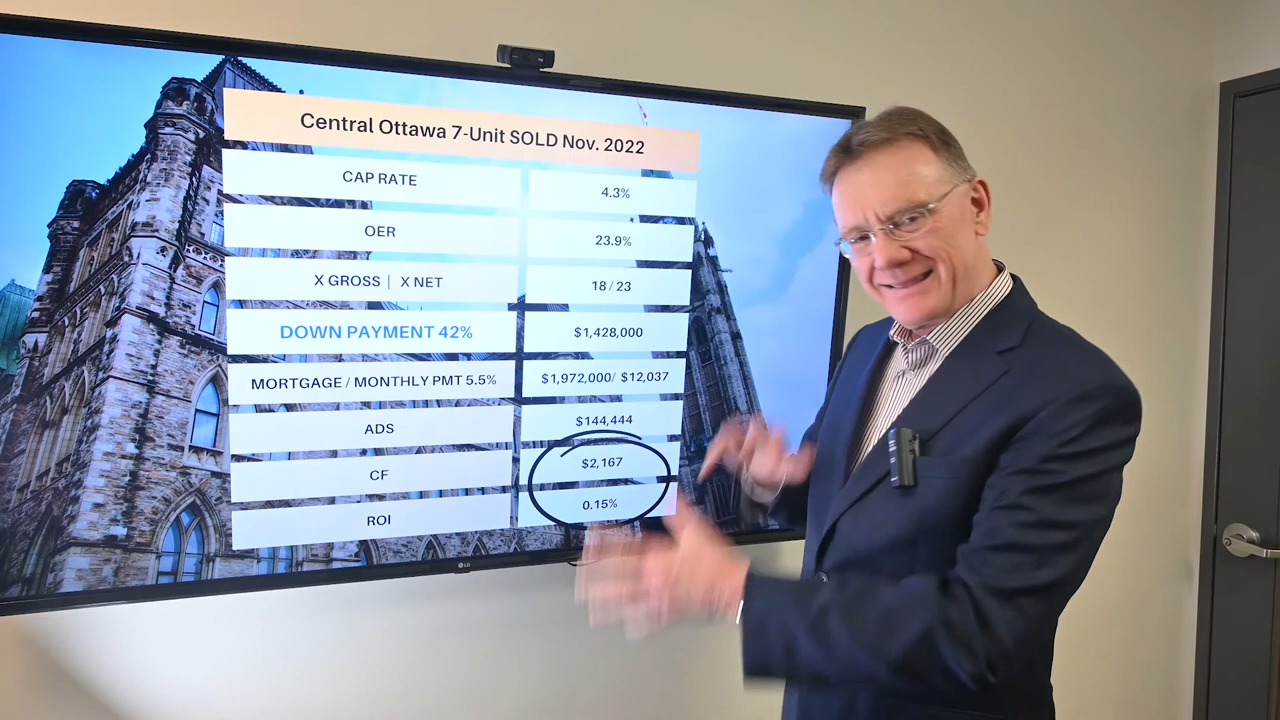 Central Ottawa 7-Unit SOLD Nov. 2022
CAP RATE 4.3%
OER 23.9%
X GROSS | X NET 18 / 23
DOWN PAYMENT 42% $1,428,000
MORTGAGE / MONTHLY PMT 5.5% $1,972,000/ $12,037
ADS $144,444
CF $2,167
ROI 0.15%
LG